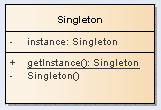 Singleton
- instance: Singleton
+ getInstance(): Singleton
- Singleton()